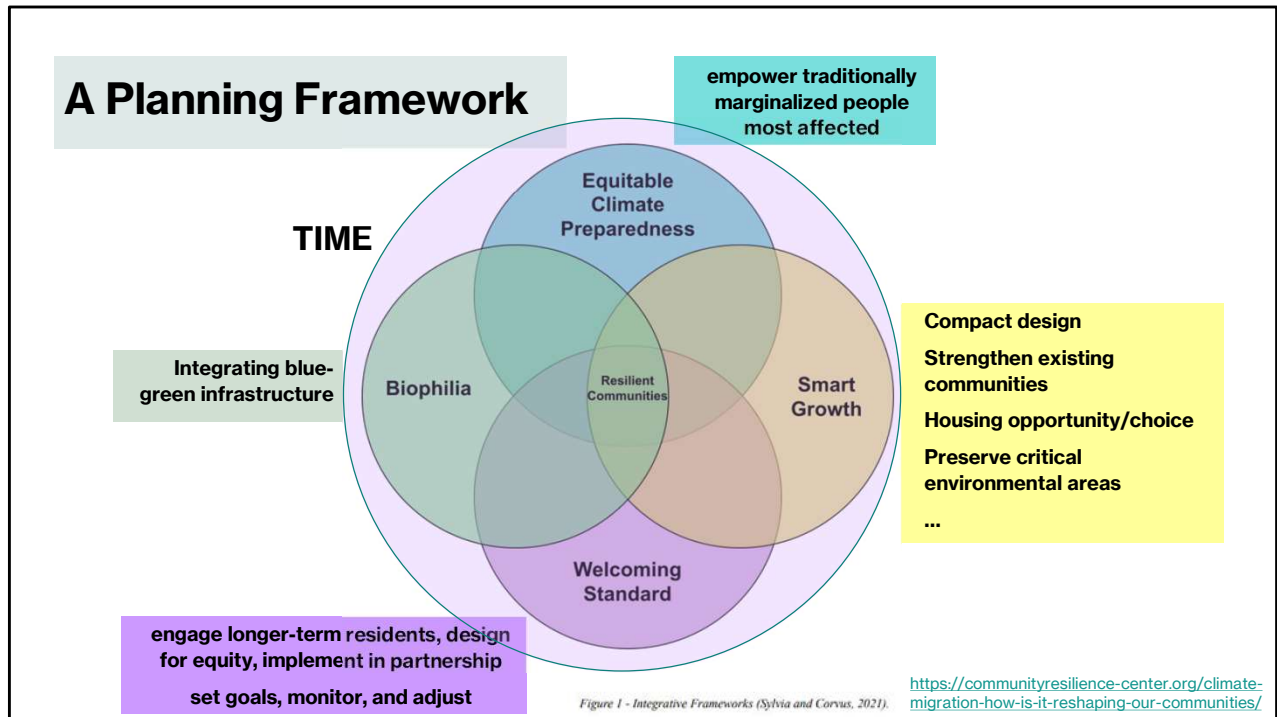 A Planning Framework
empower traditionally
marginalized people
most affected
Equitable
Climate
Preparedness
TIME
Integrating blue-
green infrastructure
Biophilia
Resilient
Communities
Smart
Growth
Compact design
Strengthen existing
communities
Housing opportunity/choice
Preserve critical
environmental areas
...
Welcoming
Standard
engage longer-term residents, design
for equity, implement in partnership
set goals, monitor, and adjust
Figure 1 - Integrative Frameworks (Sylvia and Corvus, 2021).
https://communityresilience-center.org/climate-
migration-how-is-it-reshaping-our-communities/